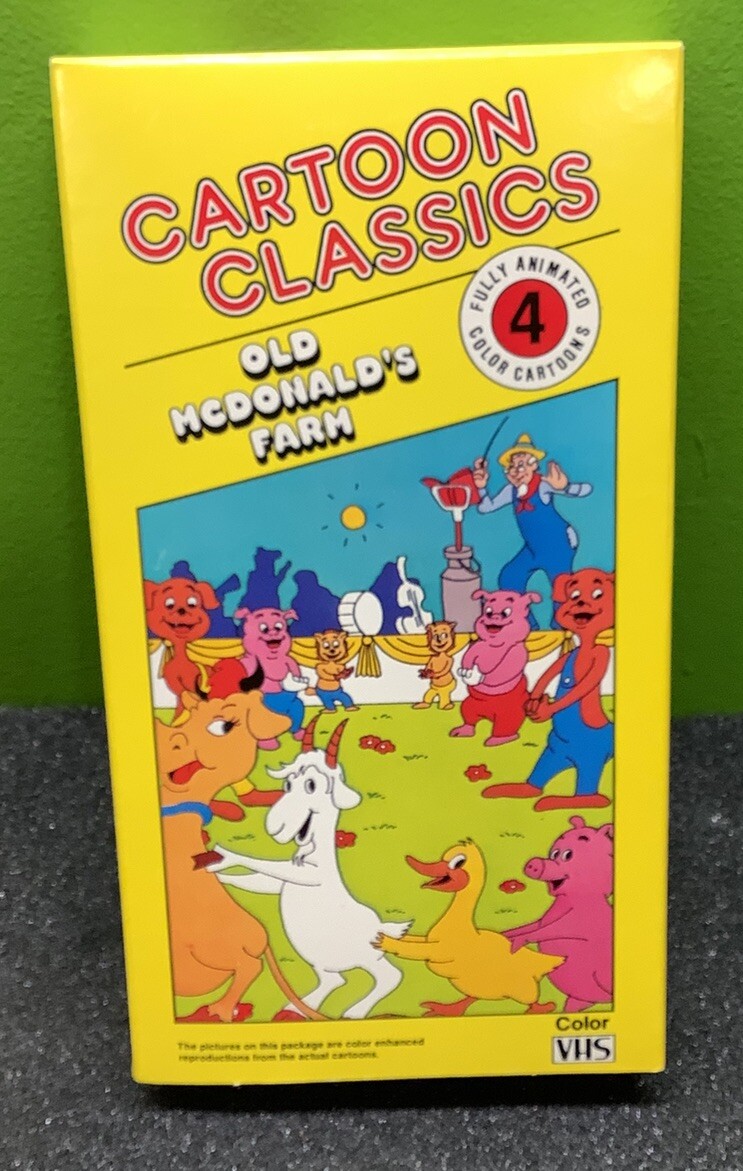 CARTOON
CLASSICS
FULLY ANIMATED
4
COLOR CARTOONS
OLD
MCDONALD'S
FARM
The pictures on this package are color enhanced
reproductions from the actual cartoons.
Color
VHS